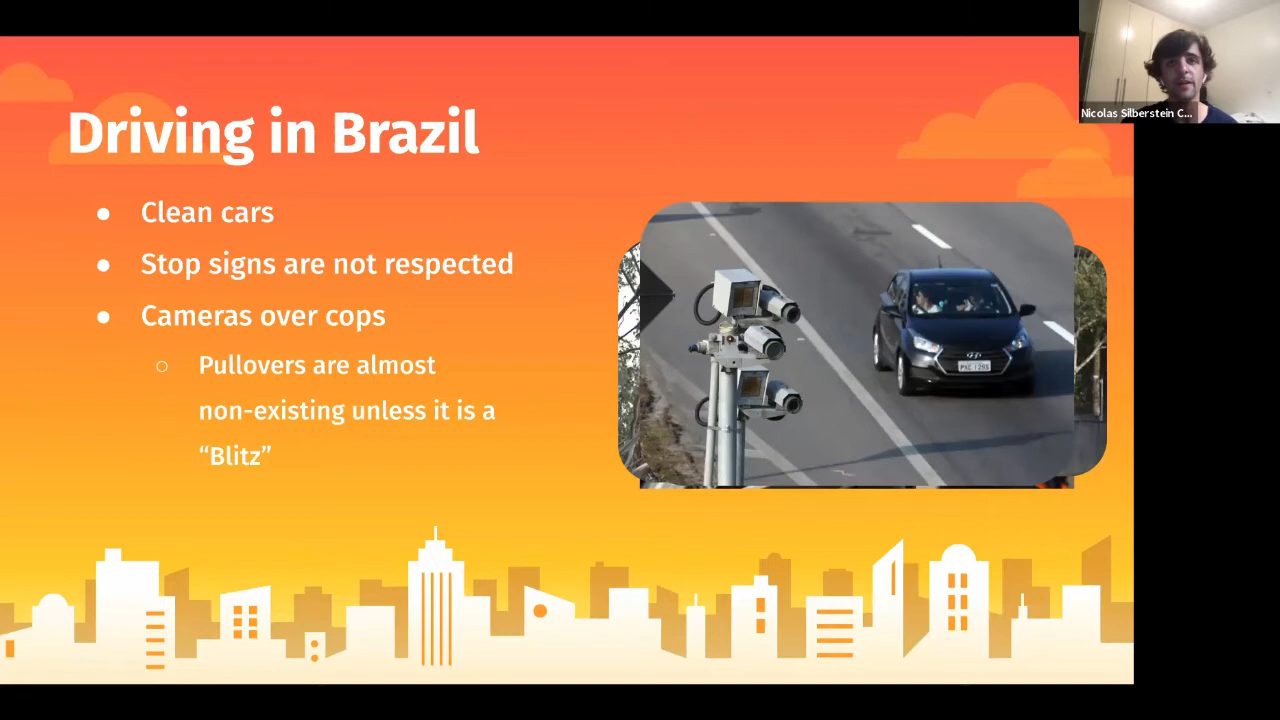 Driving in Brazil
● Clean cars
● Stop signs are not respected
● Cameras over cops
○ Pullovers are almost
non-existing unless it is a
“Blitz”
Nicolas Silberstein C...